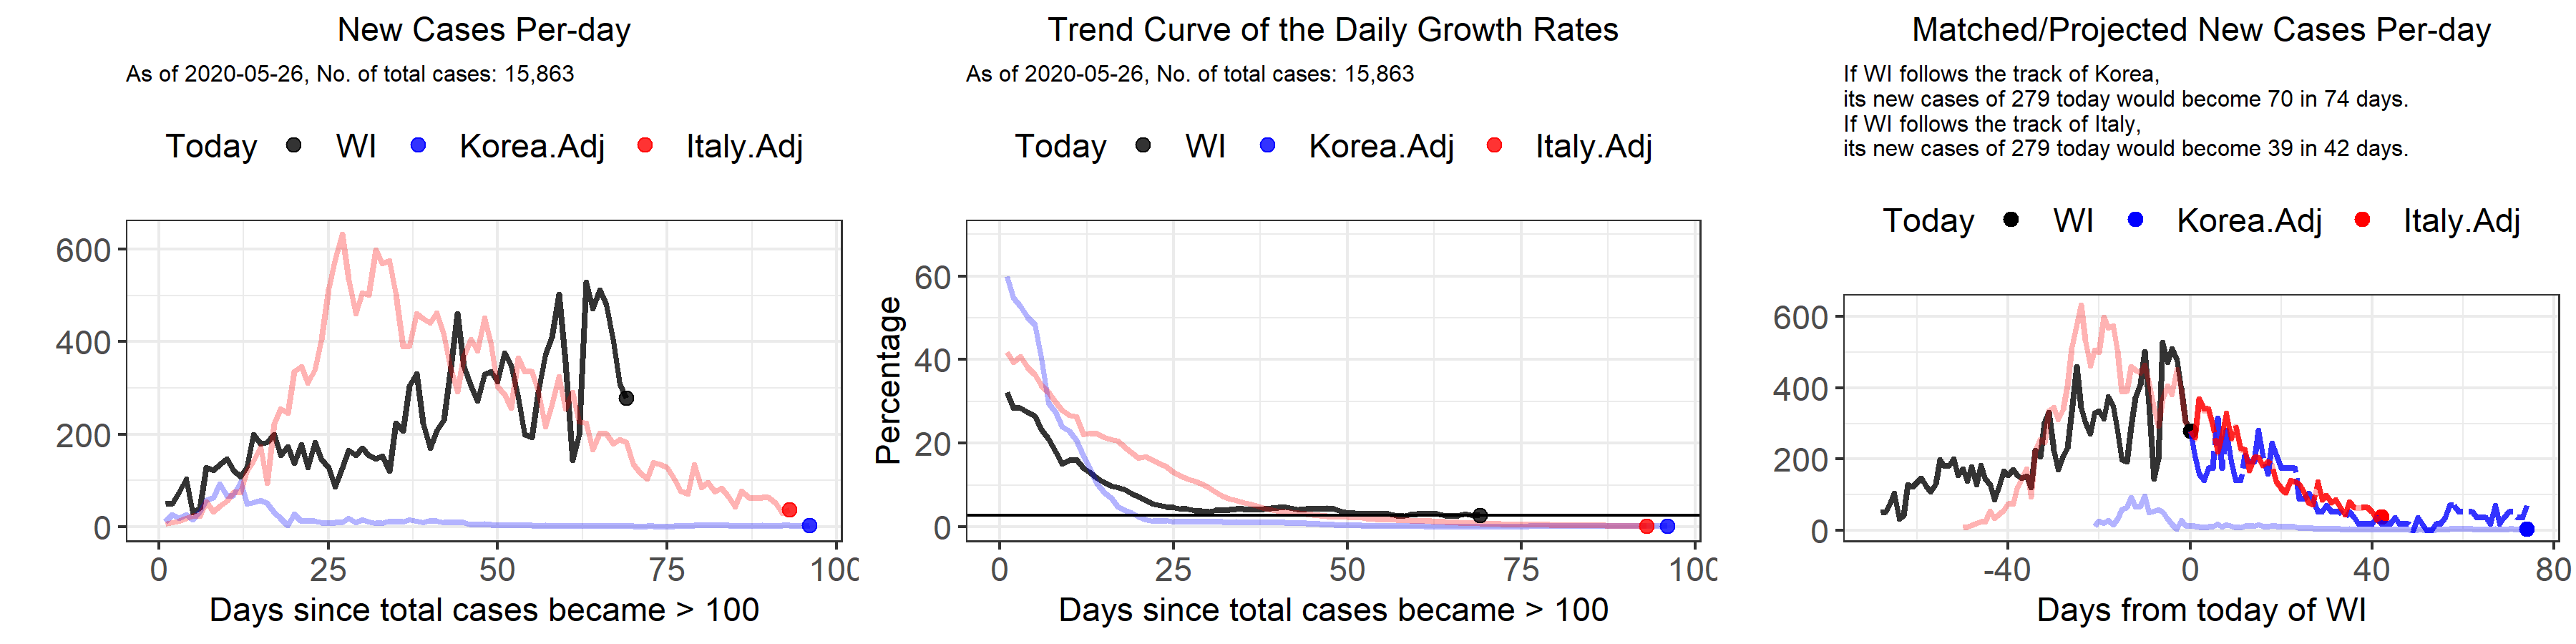 New Cases Per-day
As of 2020-05-26, No. of total cases: 15,863
Today WI Korea.Adj Italy.Adj
600
400
200
0
0 25 50 75 100
Days since total cases became > 100
Trend Curve of the Daily Growth Rates
As of 2020-05-26, No. of total cases: 15,863
Today WI Korea.Adj Italy.Adj
Percentage
60
40
20
0
0 25 50 75 100
Days since total cases became > 100
Matched/Projected New Cases Per-day
If WI follows the track of Korea,
its new cases of 279 today would become 70 in 74 days.
If WI follows the track of Italy,
its new cases of 279 today would become 39 in 42 days.
Today WI Korea.Adj Italy.Adj
600
400
200
0
-40 0 40 80
Days from today of WI